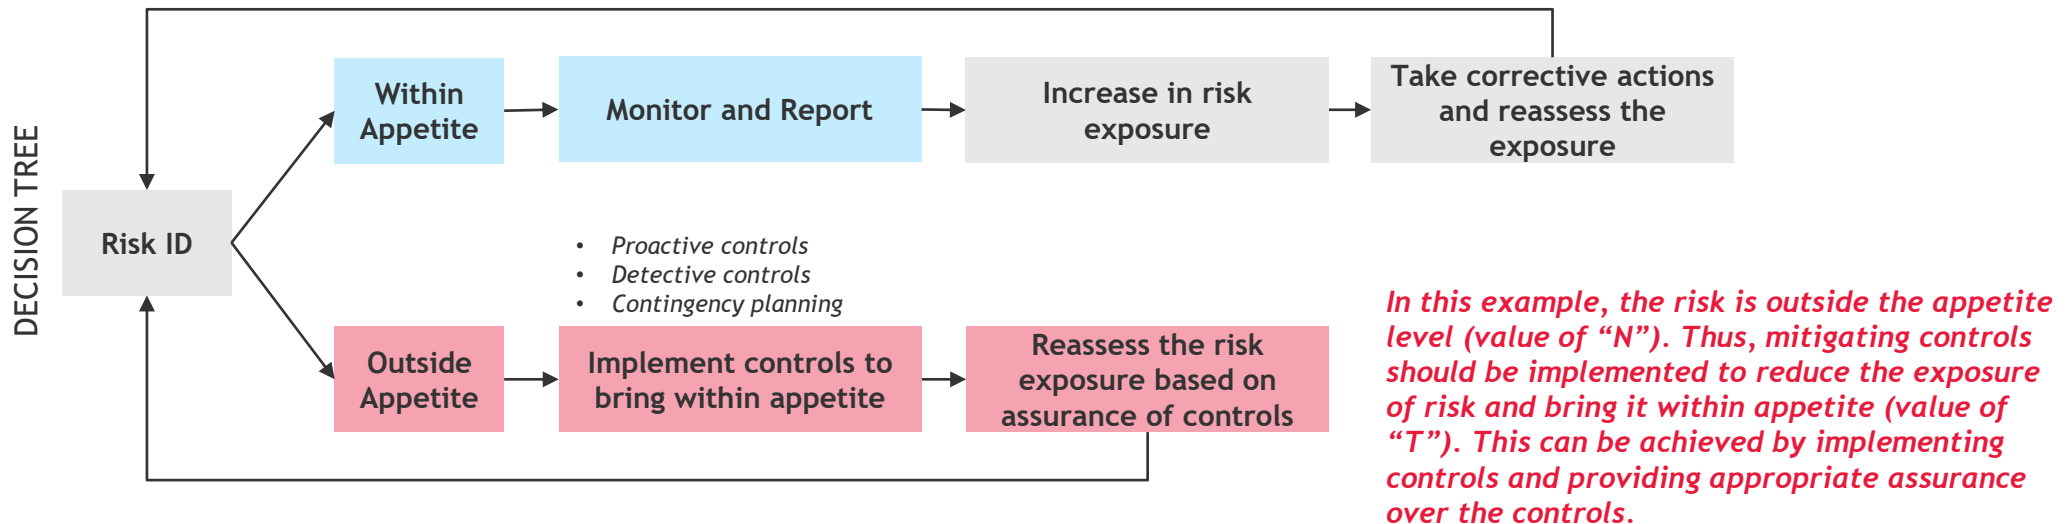 DECISION TREE
Risk ID
Within
Appetite
Monitor and Report
Increase in risk
exposure
Take corrective actions
and reassess the
exposure
• Proactive controls
• Detective controls
• Contingency planning
Outside
Appetite
Implement controls to
bring within appetite
Reassess the risk
exposure based on
assurance of controls
In this example, the risk is outside the appetite
level (value of “N”). Thus, mitigating controls
should be implemented to reduce the exposure
of risk and bring it within appetite (value of
“T”). This can be achieved by implementing
controls and providing appropriate assurance
over the controls.